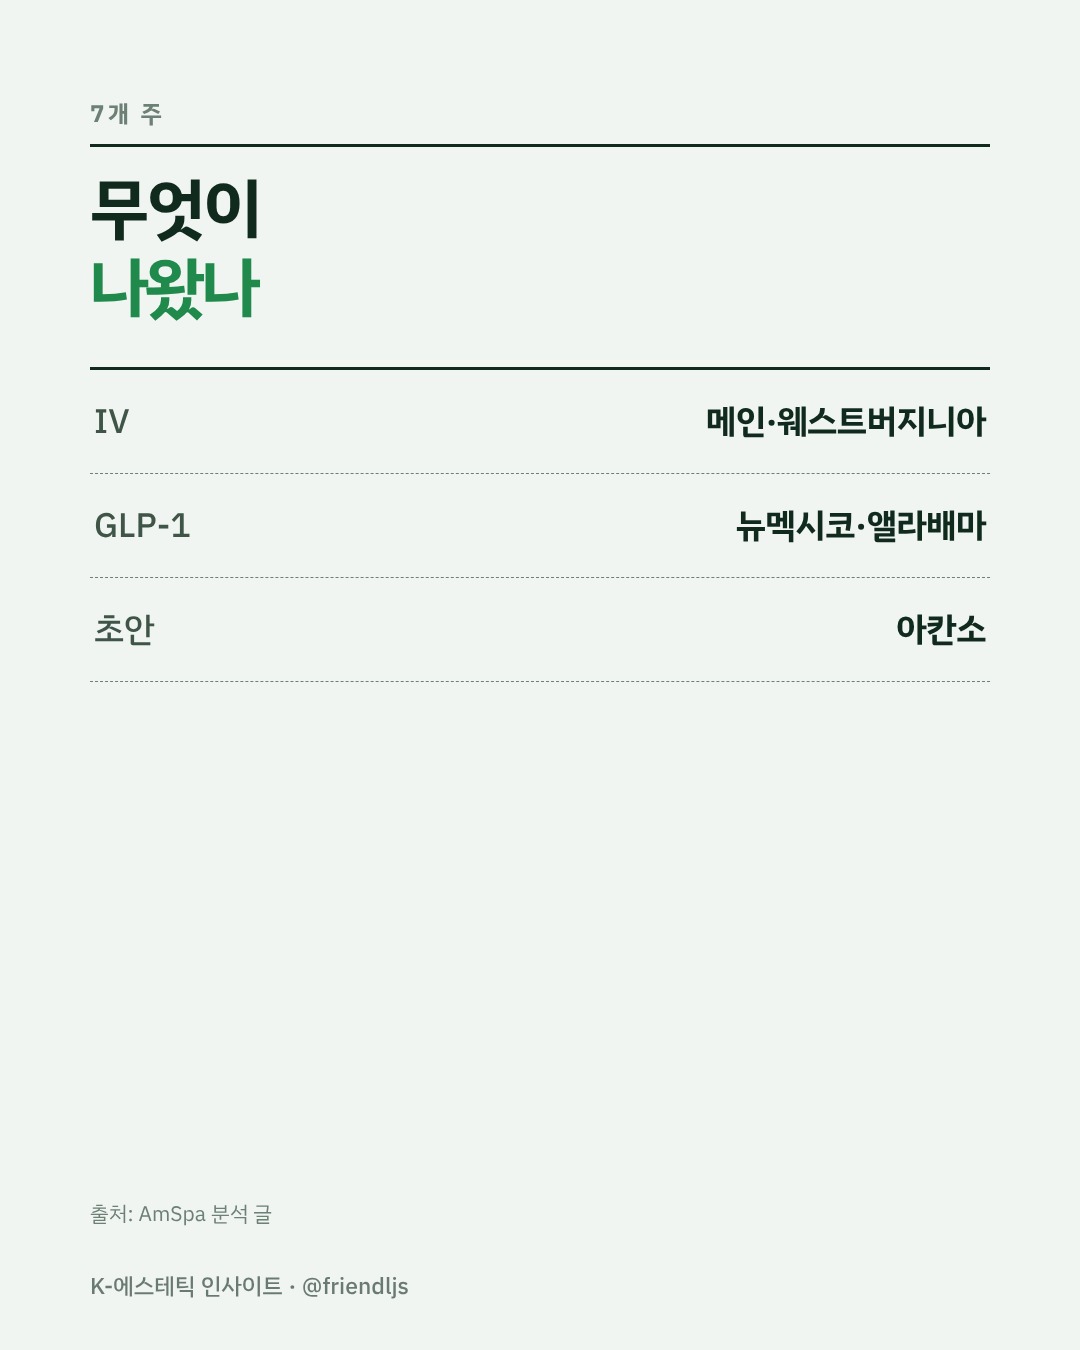 7개 주
무엇이
나왔나
IV 메인·웨스트버지니아
GLP-1 뉴멕시코·앨라배마
초안 아칸소
출처: AmSpa 분석 글
K-에스테틱 인사이트 · @friendljs